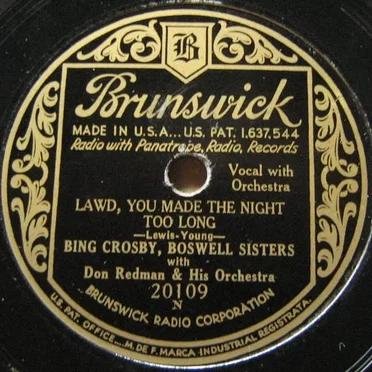 B
Brunswick
MADE IN U.S.A... U.S. PAT. 1,637,544
Radio with Panatrope, Radio, Records
Vocal with
Orchestra
LAWD, YOU MADE THE NIGHT
TOO LONG
—Lewis-Young—
BING CROSBY, BOSWELL SISTERS
with
Don Redman & His Orchestra
20109
N
BRUNSWICK RADIO CORPORATION
U.S. PAT. OFFICE.... M. DE F. MARCA INDUSTRIAL REGISTRATA.